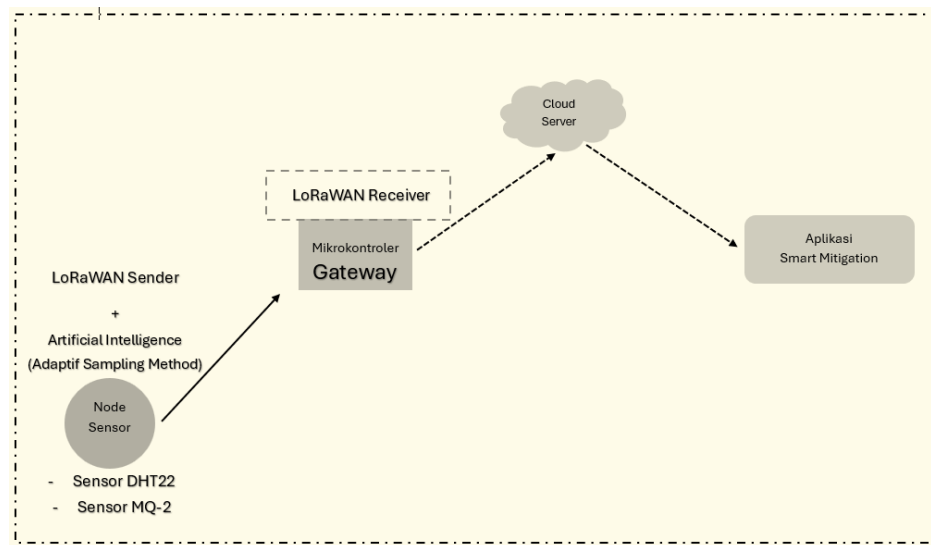 Cloud
Server
LoRaWAN Receiver
Mikrokontroler
Gateway
Aplikasi
Smart Mitigation
LoRaWAN Sender
+
Artificial Intelligence
(Adaptif Sampling Method)
Node
Sensor
- Sensor DHT22
- Sensor MQ-2